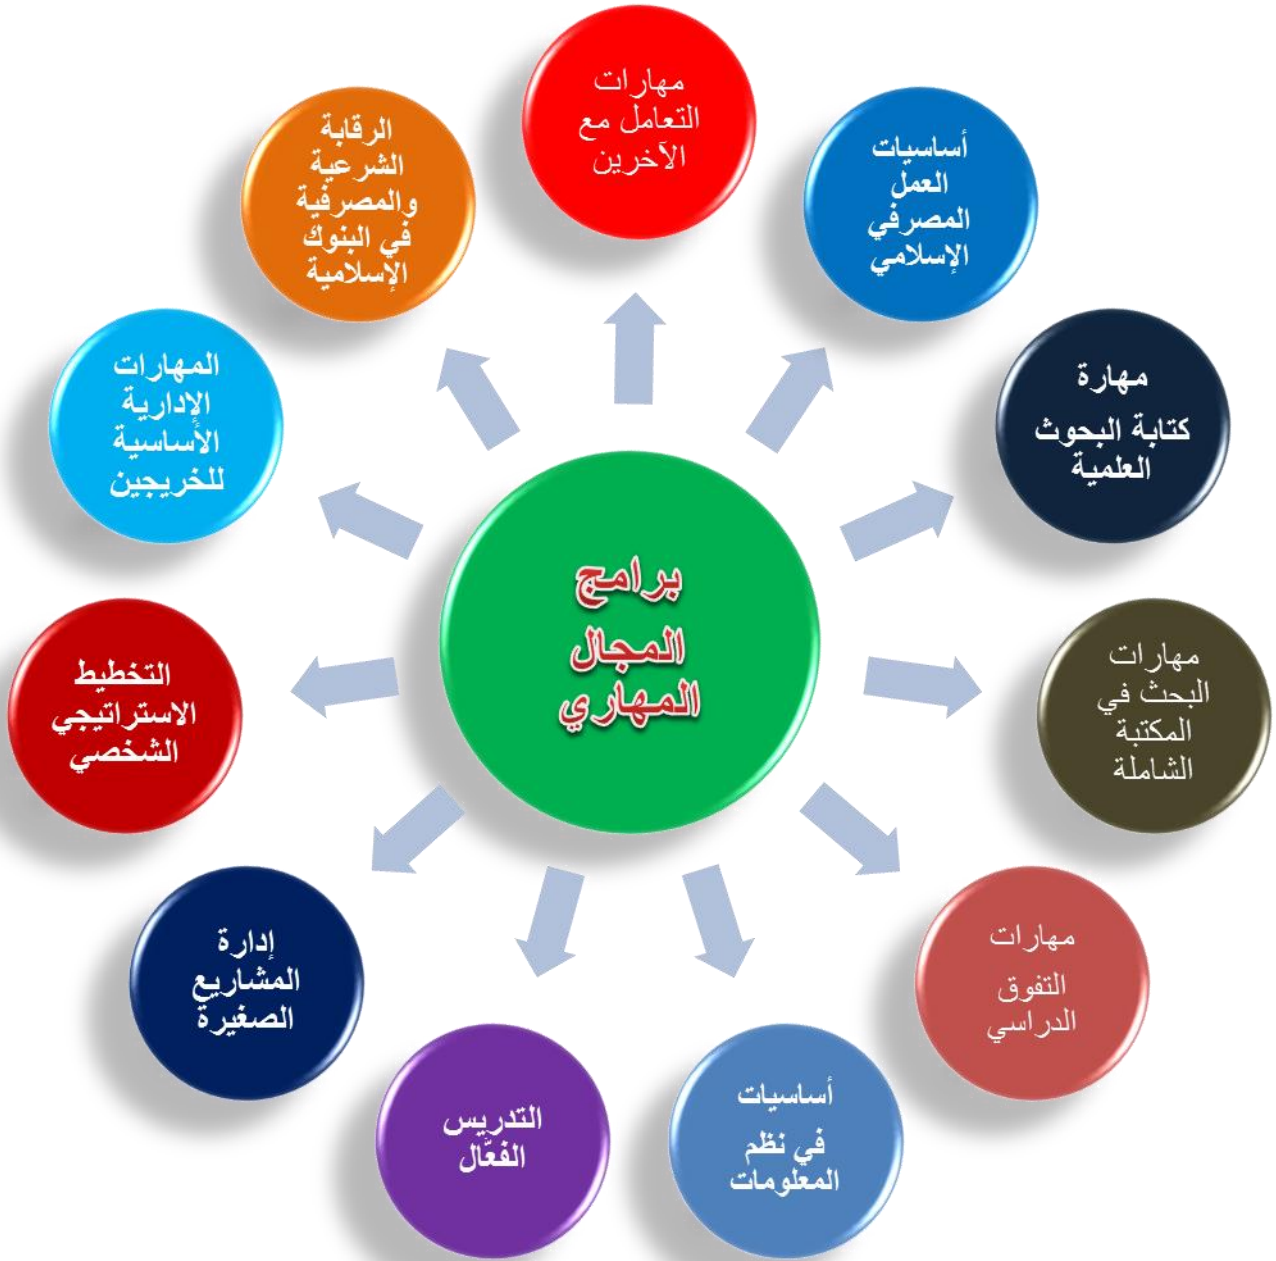 برامج
المجال
المهاري
مهارات
التعامل مع
الآخرين
أساسيات
العمل
المصرفي
الإسلامي
مهارة
كتابة البحوث
العلمية
مهارات
البحث في
المكتبة
الشاملة
مهارات
التفوق
الدراسي
أساسيات
في نظم
المعلومات
التدريس
الفعَّال
إدارة
المشاريع
الصغيرة
التخطيط
الاستراتيجي
الشخصي
المهارات
الإدارية
الأساسية
للخريجين
الرقابة
الشرعية
والمصرفية
في البنوك
الإسلامية